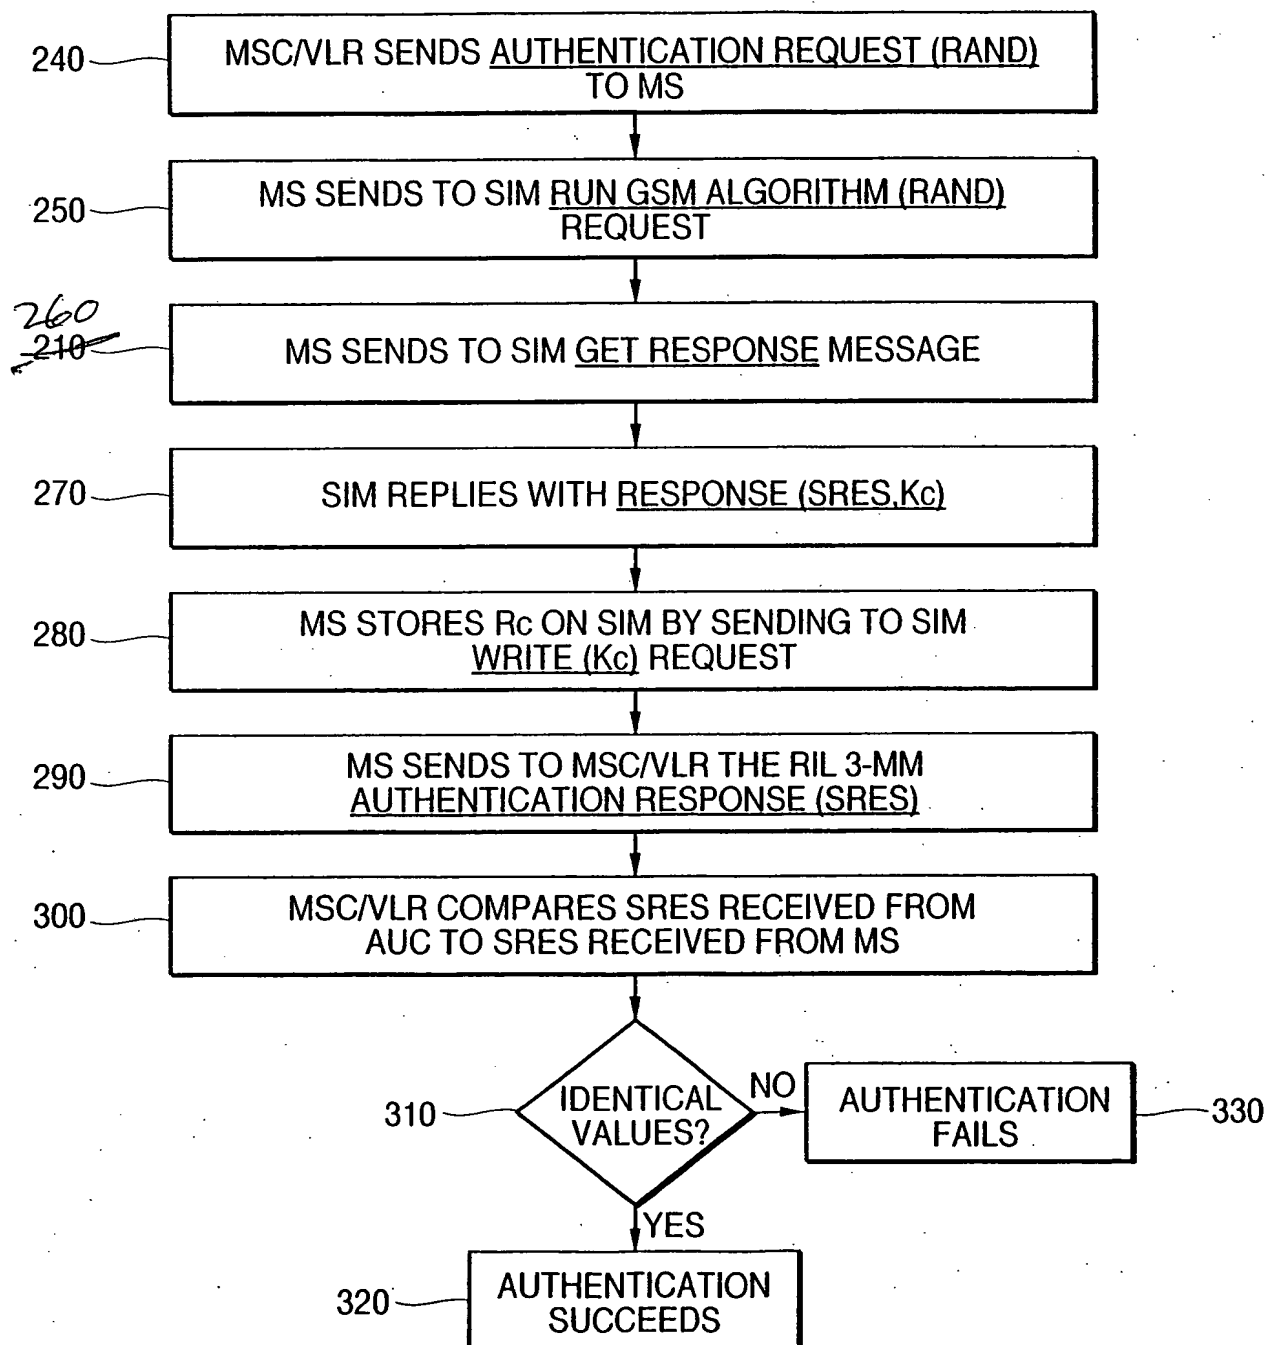 240
MSC/VLR SENDS AUTHENTICATION REQUEST (RAND)
TO MS
250
MS SENDS TO SIM RUN GSM ALGORITHM (RAND)
REQUEST
260
210
MS SENDS TO SIM GET RESPONSE MESSAGE
270
SIM REPLIES WITH RESPONSE (SRES,Kc)
280
MS STORES Rc ON SIM BY SENDING TO SIM
WRITE (Kc) REQUEST
290
MS SENDS TO MSC/VLR THE RIL 3-MM
AUTHENTICATION RESPONSE (SRES)
300
MSC/VLR COMPARES SRES RECEIVED FROM
AUC TO SRES RECEIVED FROM MS
310
IDENTICAL
VALUES?
NO
AUTHENTICATION
FAILS
330
YES
320
AUTHENTICATION
SUCCEEDS